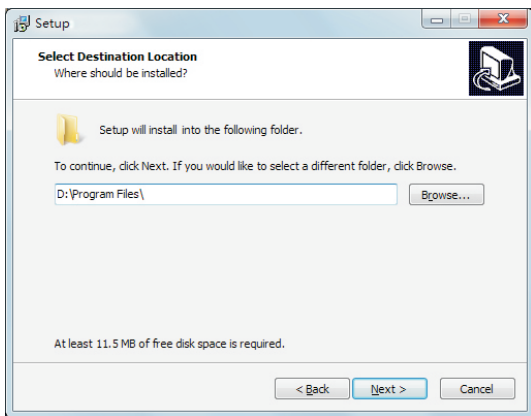 Setup
Select Destination Location
Where should be installed?
Setup will install into the following folder.
To continue, click Next. If you would like to select a different folder, click Browse.
D:\Program Files\
Browse...
At least 11.5 MB of free disk space is required.
< Back
Next >
Cancel